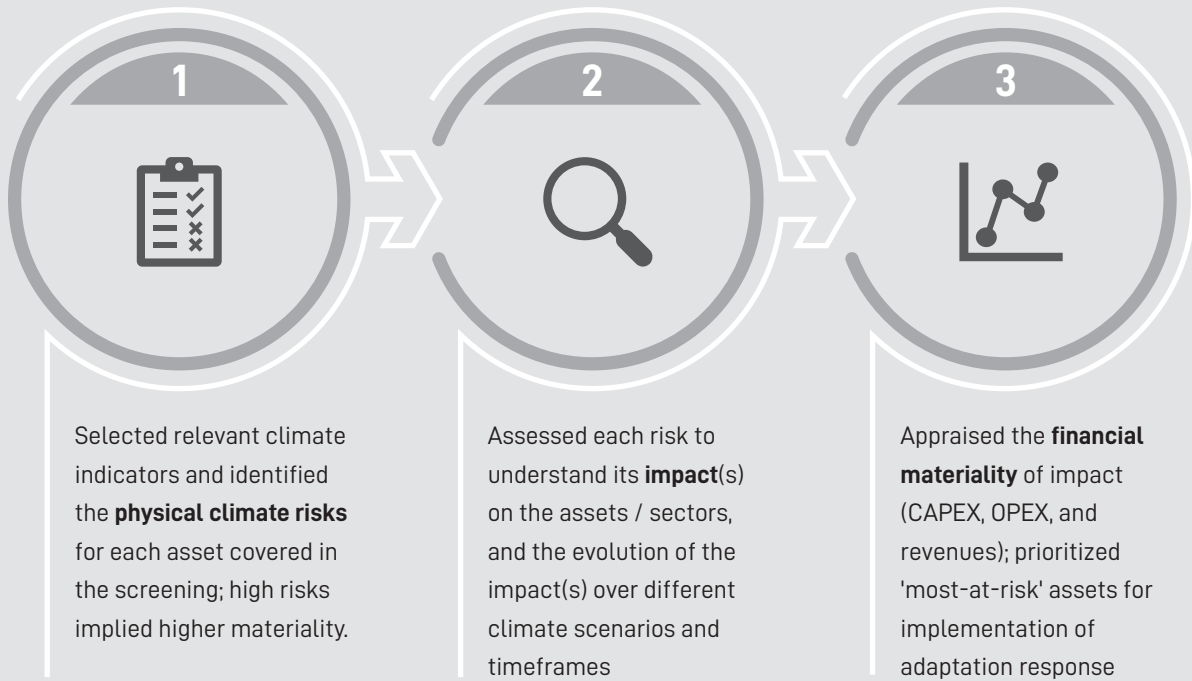 1
Selected relevant climate
indicators and identified
the physical climate risks
for each asset covered in
the screening; high risks
implied higher materiality.
2
Assessed each risk to
understand its impact(s)
on the assets / sectors,
and the evolution of the
impact(s) over different
climate scenarios and
timeframes
3
Appraised the financial
materiality of impact
(CAPEX, OPEX, and
revenues); prioritized
'most-at-risk' assets for
implementation of
adaptation response